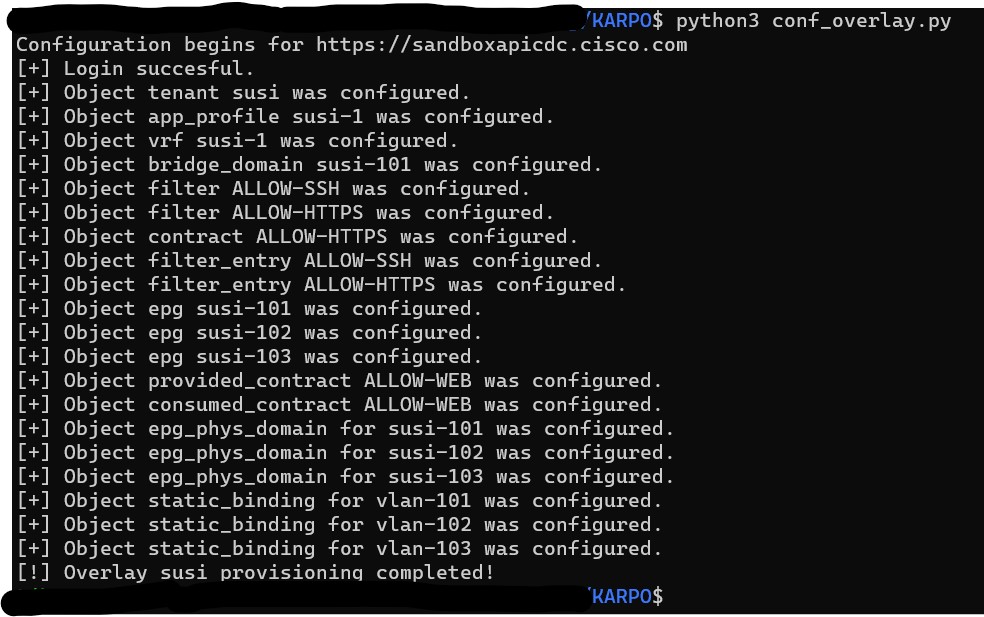 /KARPO$ python3 conf_overlay.py
Configuration begins for https://sandboxapicdc.cisco.com
[+] Login succesful.
[+] Object tenant susi was configured.
[+] Object app_profile susi-1 was configured.
[+] Object vrf susi-1 was configured.
[+] Object bridge_domain susi-101 was configured.
[+] Object filter ALLOW-SSH was configured.
[+] Object filter ALLOW-HTTPS was configured.
[+] Object contract ALLOW-HTTPS was configured.
[+] Object filter_entry ALLOW-SSH was configured.
[+] Object filter_entry ALLOW-HTTPS was configured.
[+] Object epg susi-101 was configured.
[+] Object epg susi-102 was configured.
[+] Object epg susi-103 was configured.
[+] Object provided_contract ALLOW-WEB was configured.
[+] Object consumed_contract ALLOW-WEB was configured.
[+] Object epg_phys_domain for susi-101 was configured.
[+] Object epg_phys_domain for susi-102 was configured.
[+] Object epg_phys_domain for susi-103 was configured.
[+] Object static_binding for vlan-101 was configured.
[+] Object static_binding for vlan-102 was configured.
[+] Object static_binding for vlan-103 was configured.
[!] Overlay susi provisioning completed!
/KARPO$